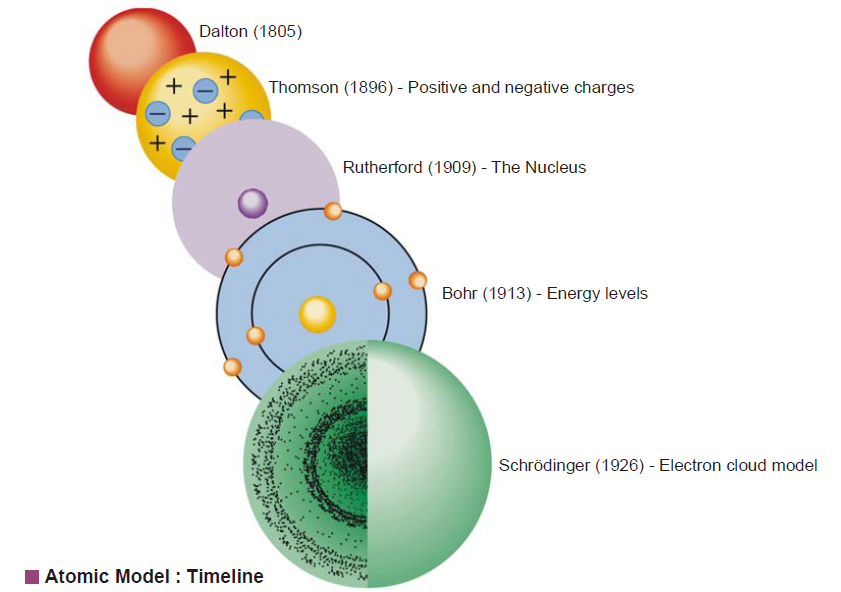 Dalton (1805)
Thomson (1896) - Positive and negative charges
Rutherford (1909) - The Nucleus
Bohr (1913) - Energy levels
Schrödinger (1926) - Electron cloud model
Atomic Model : Timeline